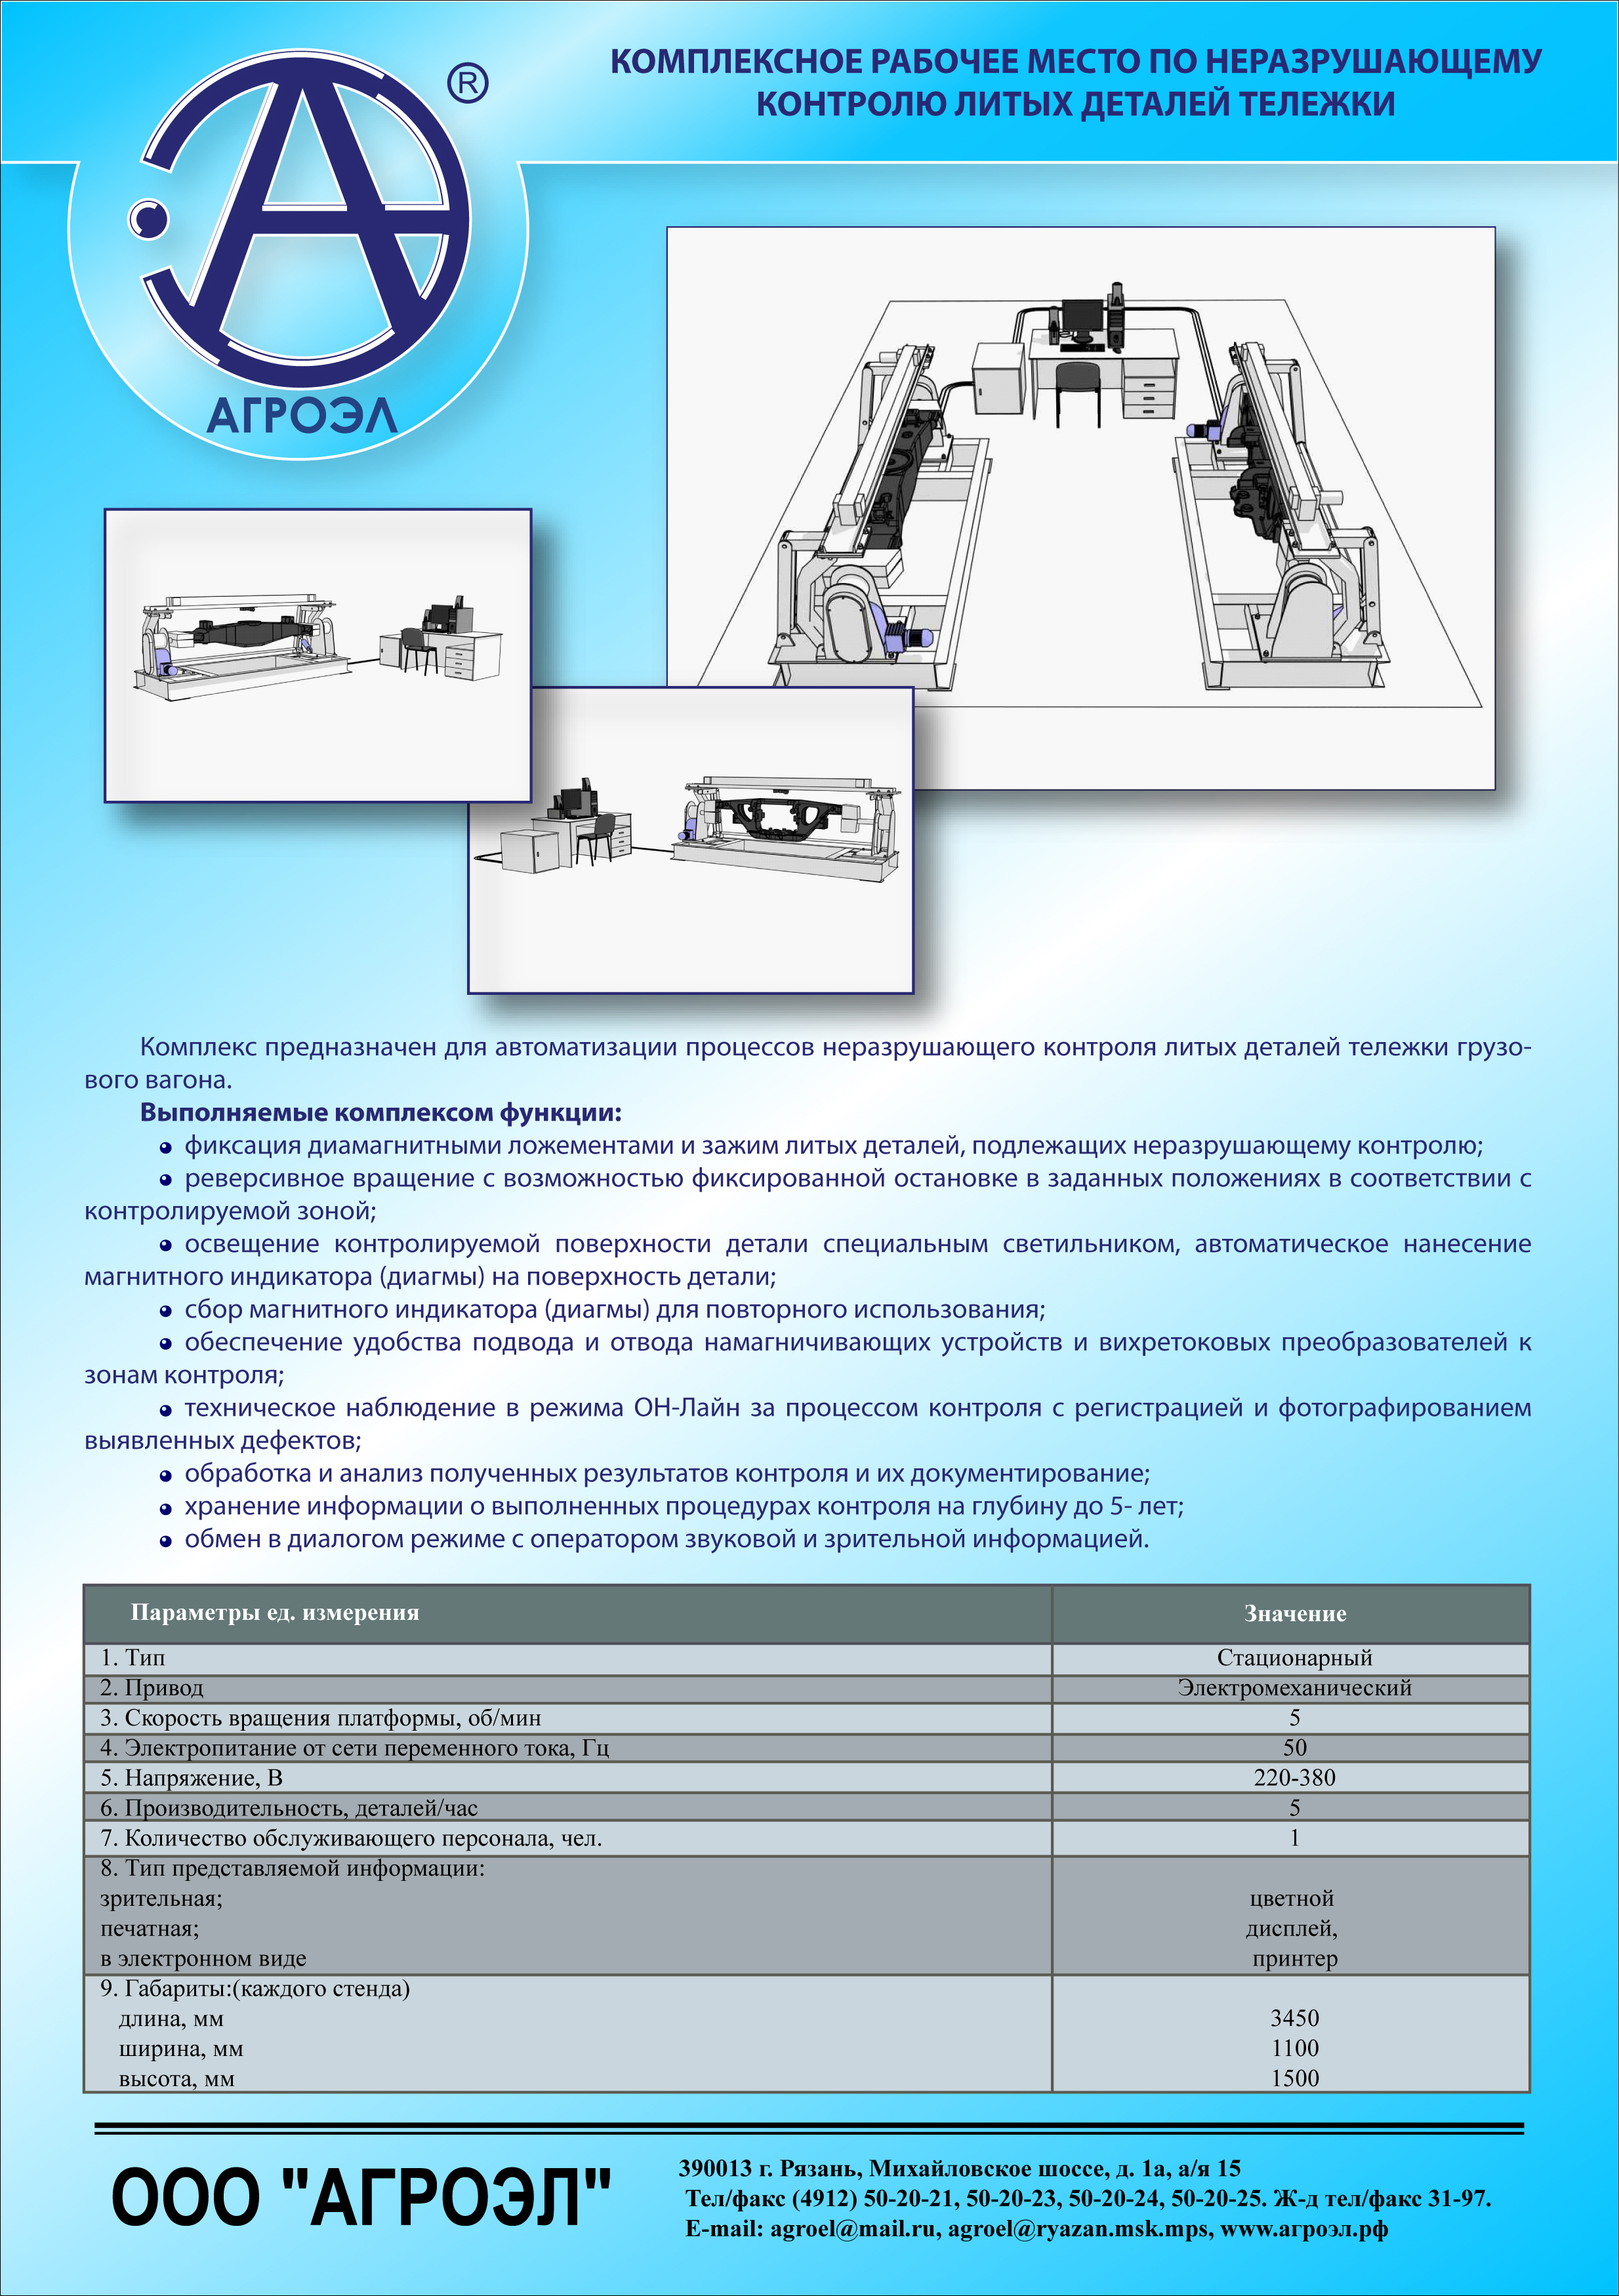 КОМПЛЕКСНОЕ РАБОЧЕЕ МЕСТО ПО НЕРАЗРУШАЮЩЕМУ
КОНТРОЛЮ ЛИТЫХ ДЕТАЛЕЙ ТЕЛЕЖКИ
®
АГРОЭЛ
Комплекс предназначен для автоматизации процессов неразрушающего контроля литых деталей тележки грузо-
вого вагона.
Выполняемые комплексом функции:
фиксация диамагнитными ложементами и зажим литых деталей, подлежащих неразрушающему контролю;
реверсивное вращение с возможностью фиксированной остановке в заданных положениях в соответствии с
контролируемой зоной;
освещение контролируемой поверхности детали специальным светильником, автоматическое нанесение
магнитного индикатора (диагмы) на поверхность детали;
сбор магнитного индикатора (диагмы) для повторного использования;
обеспечение удобства подвода и отвода намагничивающих устройств и вихретоковых преобразователей к
зонам контроля;
техническое наблюдение в режима ОН-Лайн за процессом контроля с регистрацией и фотографированием
выявленных дефектов;
обработка и анализ полученных результатов контроля и их документирование;
хранение информации о выполненных процедурах контроля на глубину до 5- лет;
обмен в диалогом режиме с оператором звуковой и зрительной информацией.
Параметры ед. измерения Значение
1. Тип Стационарный
2. Привод Электромеханический
3. Скорость вращения платформы, об/мин 5
4. Электропитание от сети переменного тока, Гц 50
5. Напряжение, В 220-380
6. Производительность, деталей/час 5
7. Количество обслуживающего персонала, чел. 1
8. Тип представляемой информации:
зрительная; цветной
печатная; дисплей,
в электронном виде принтер
9. Габариты:(каждого стенда)
длина, мм 3450
ширина, мм 1100
высота, мм 1500
ООО "АГРОЭЛ"
390013 г. Рязань, Михайловское шоссе, д. 1а, а/я 15
Тел/факс (4912) 50-20-21, 50-20-23, 50-20-24, 50-20-25. Ж-д тел/факс 31-97.
E-mail: agroel@mail.ru, agroel@ryazan.msk.mps, www.агроэл.рф